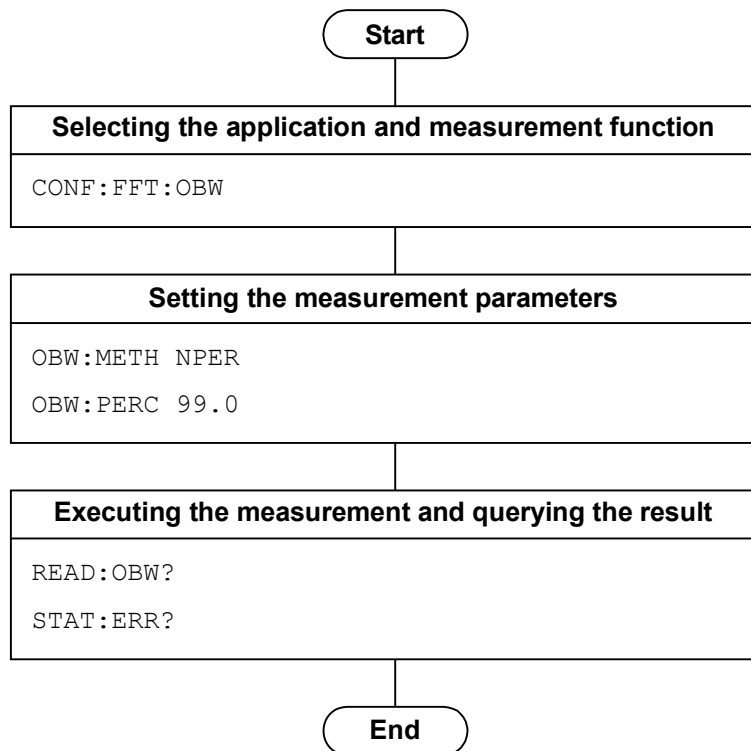 Start
Selecting the application and measurement function
CONF:FFT:OBW
Setting the measurement parameters
OBW:METH NPER
OBW:PERC 99.0
Executing the measurement and querying the result
READ:OBW?
STAT:ERR?
End